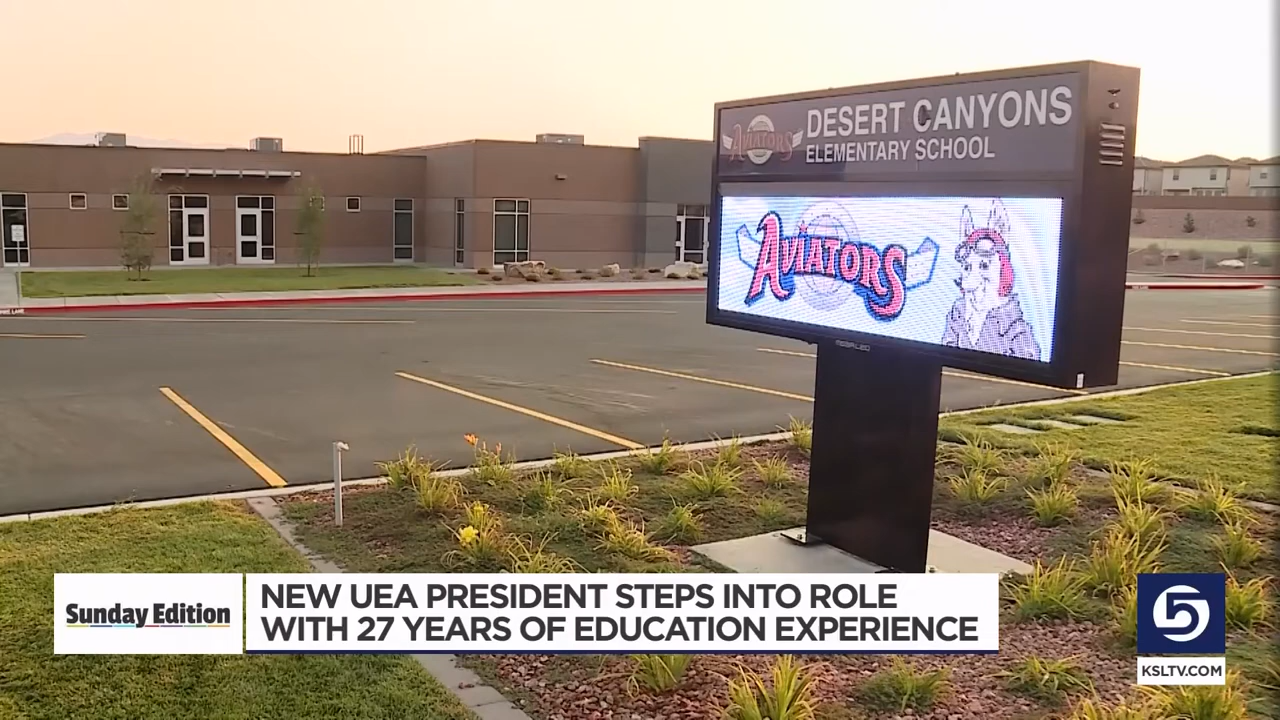 AVIATORS
DESERT CANYONS
ELEMENTARY SCHOOL
AVIATORS
Sunday Edition
NEW UEA PRESIDENT STEPS INTO ROLE
WITH 27 YEARS OF EDUCATION EXPERIENCE
5
KSLTV.COM